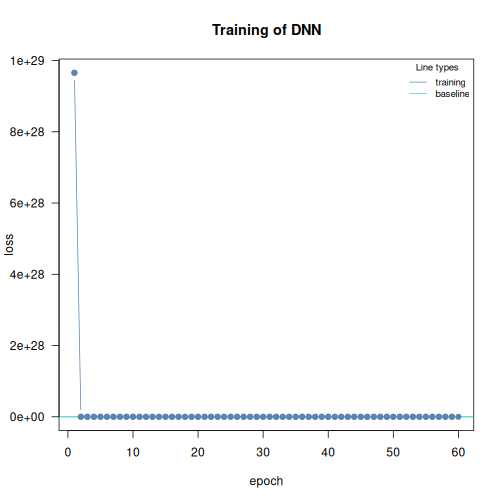 Training of DNN
1e+29
8e+28
6e+28
4e+28
2e+28
0e+00
loss
Line types
training
baseline
0 10 20 30 40 50 60
epoch